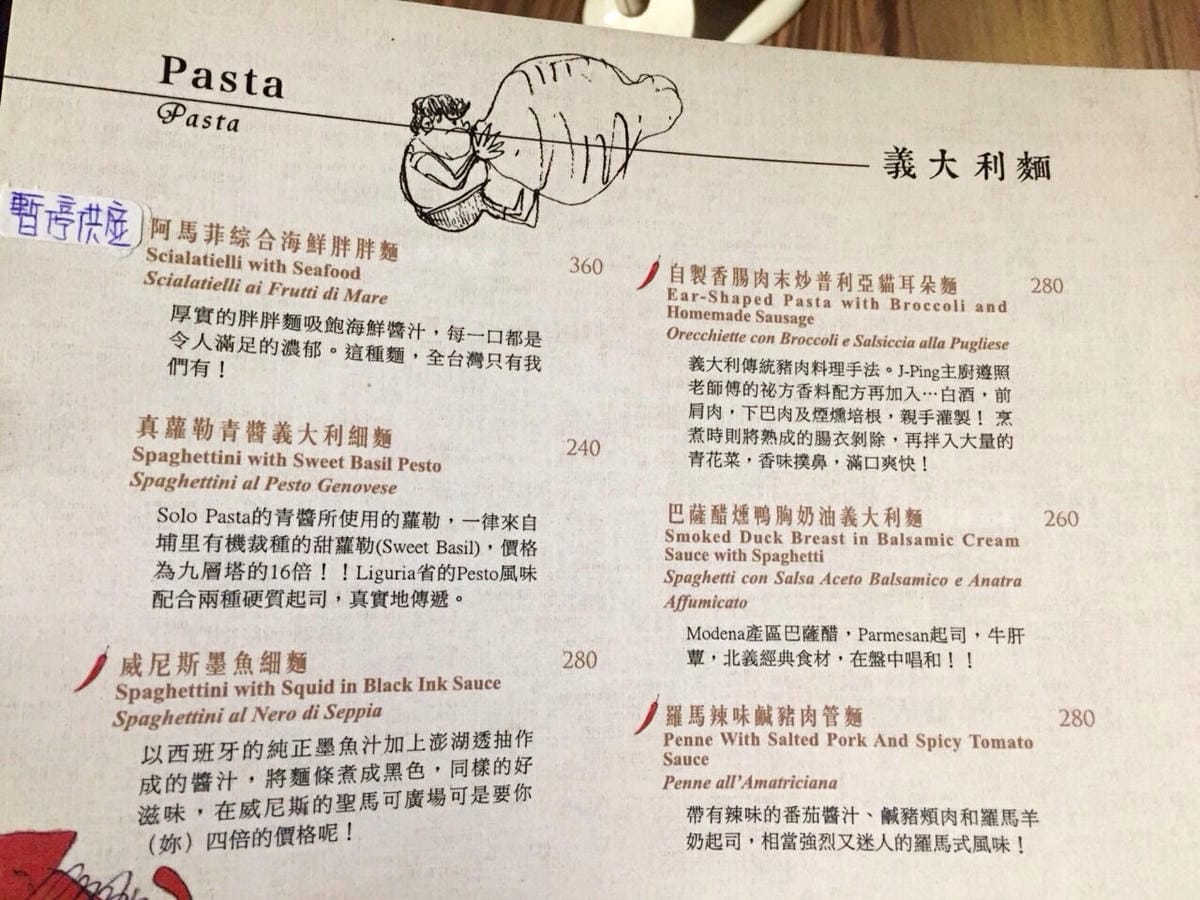 Pasta
Pasta
義大利麵
暫停供應
阿馬菲綜合海鮮胖胖麵
360
Scialatielli with Seafood
Scialatielli ai Frutti di Mare
厚實的胖胖麵吸飽海鮮醬汁，每一口都是
令人滿足的濃郁。這種麵，全台灣只有我
們有！
真蘿勒青醬義大利細麵
240
Spaghettini with Sweet Basil Pesto
Spaghettini al Pesto Genovese
Solo Pasta的青醬所使用的蘿勒，一律來自
埔里有機栽種的甜蘿勒(Sweet Basil)，價格
為九層塔的16倍！！Liguria省的Pesto風味
配合兩種硬質起司，真實地傳遞。
威尼斯墨魚細麵
280
Spaghettini with Squid in Black Ink Sauce
Spaghettini al Nero di Seppia
以西班牙的純正墨魚汁加上澎湖透抽作
成的醬汁，將麵條煮成黑色，同樣的好
滋味，在威尼斯的聖馬可廣場可是要你
（妳）四倍的價格呢！
自製香腸肉末炒普利亞貓耳朵麵
280
Ear-Shaped Pasta with Broccoli and
Homemade Sausage
Orecchiette con Broccoli e Salsiccia alla Pugliese
義大利傳統豬肉料理手法。J-Ping主廚遵照
老師傅的祕方香料配方再加入…白酒，前
肩肉，下巴肉及煙燻培根，親手灌製！烹
煮時則將熟成的腸衣剝除，再拌入大量的
青花菜，香味撲鼻，滿口爽快！
巴薩醋燻鴨胸奶油義大利麵
260
Smoked Duck Breast in Balsamic Cream
Sauce with Spaghetti
Spaghetti con Salsa Aceto Balsamico e Anatra
Affumicato
Modena產區巴薩醋，Parmesan起司，牛肝
蕈，北義經典食材，在盤中唱和！！
羅馬辣味鹹豬肉管麵
280
Penne With Salted Pork And Spicy Tomato
Sauce
Penne all'Amatriciana
帶有辣味的番茄醬汁、鹹豬頰肉和羅馬羊
奶起司，相當強烈又迷人的羅馬式風味！